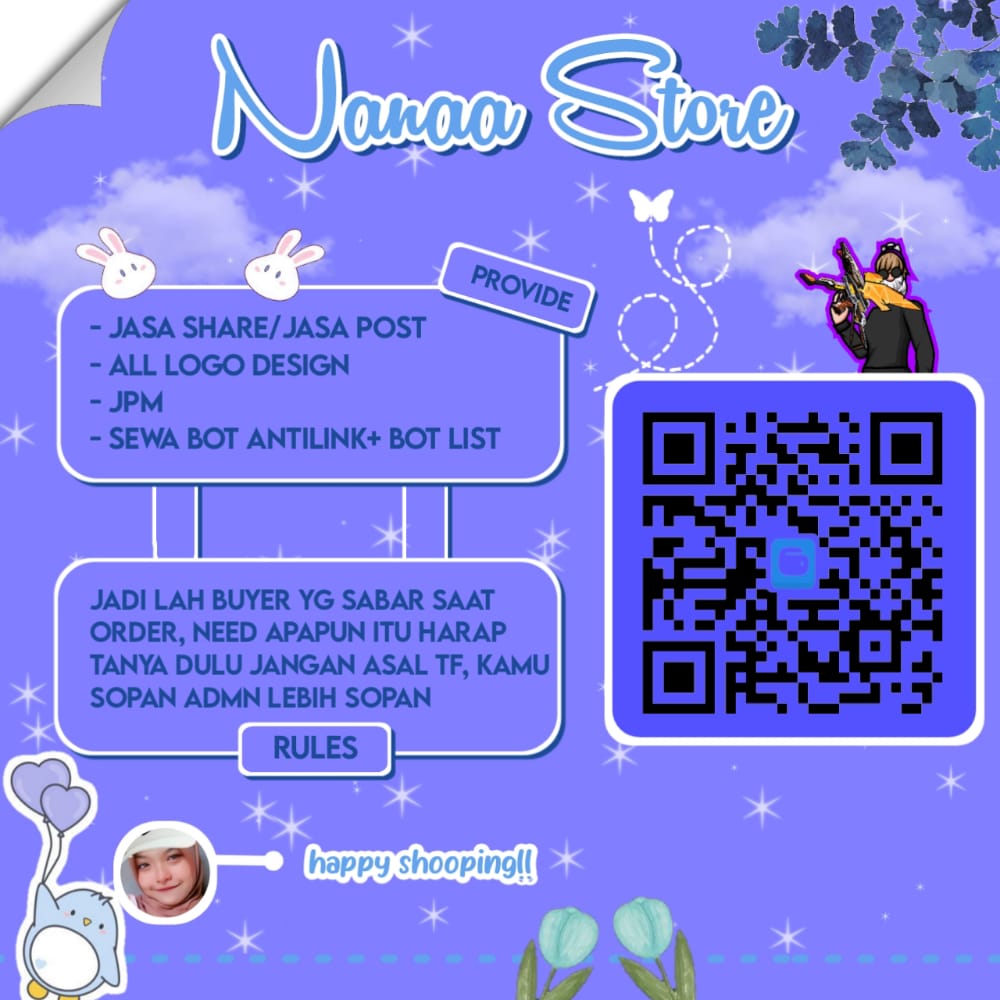 Nanaa Store
PROVIDE
- JASA SHARE/JASA POST
- ALL LOGO DESIGN
- JPM
- SEWA BOT ANTILINK+ BOT LIST
JADI LAH BUYER YG SABAR SAAT
ORDER, NEED APAPUN ITU HARAP
TANYA DULU JANGAN ASAL TF, KAMU
SOPAN ADMN LEBIH SOPAN
RULES
happy shooping!!